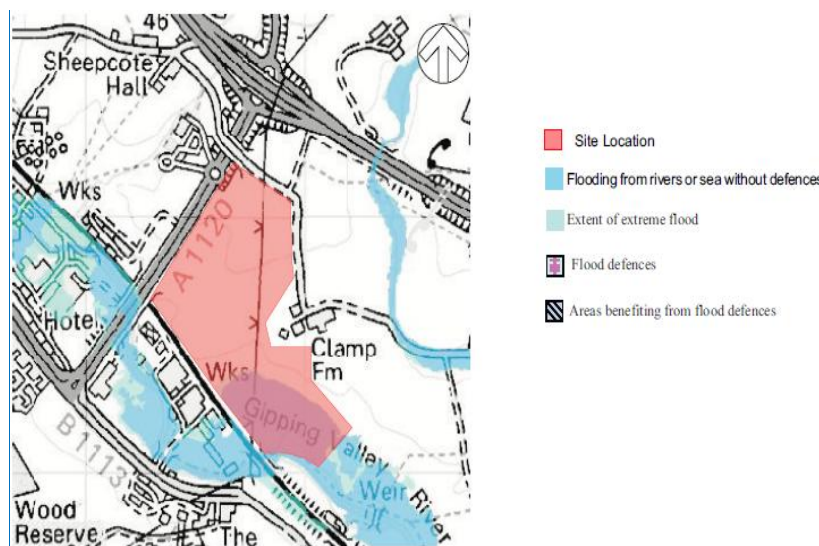 46
Sheepcote
Hall
Wks
A1120
Hotel
Clamp
Fm
Wks
Gipping Valley
River
B1113
Weir
Wood
Reserve
The
Site Location
Flooding from rivers or sea without defences
Extent of extreme flood
Flood defences
Areas benefiting from flood defences